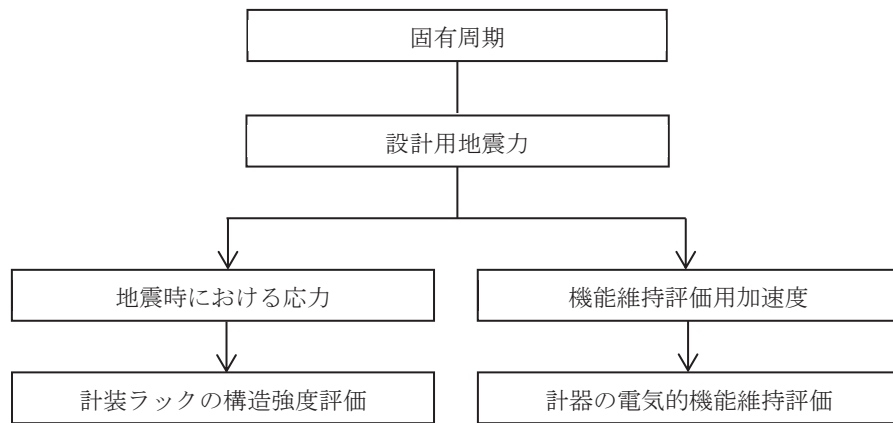 固有周期
設計用地震力
地震時における応力
機能維持評価用加速度
計装ラックの構造強度評価
計器の電気的機能維持評価